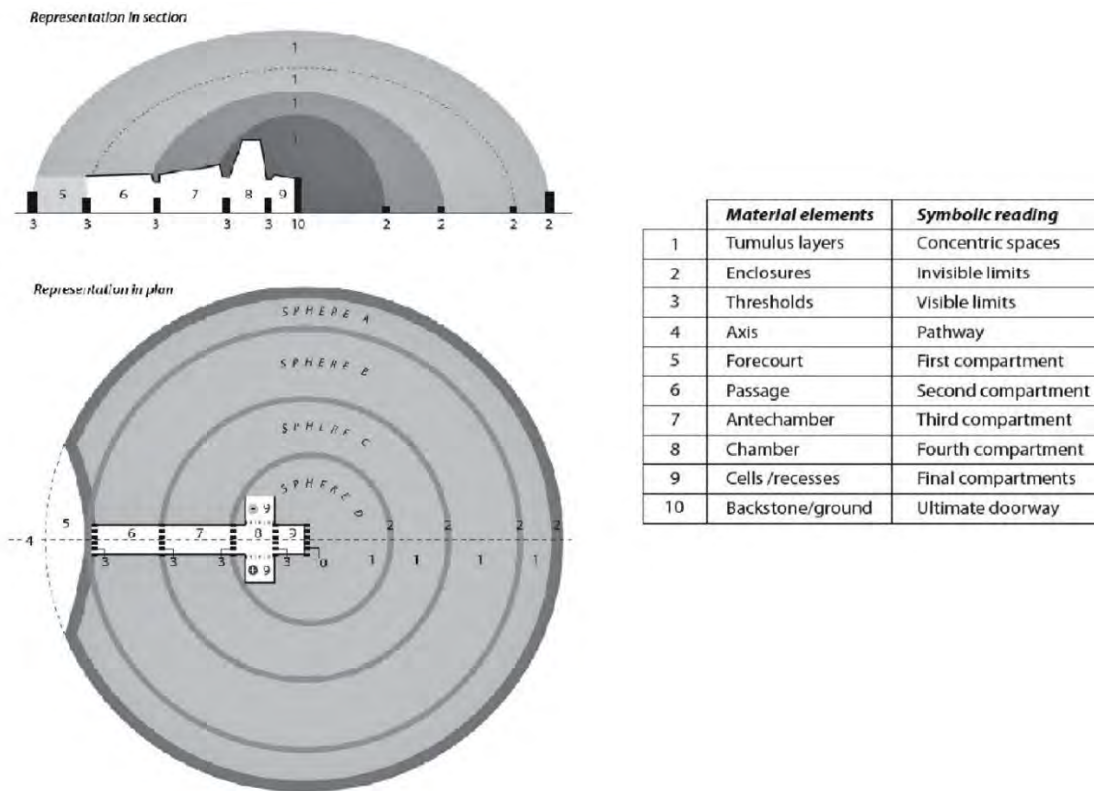 Representation in section
1
1
1
1
5 6 7 8 9
3 3 3 3 3 10 2 2 2 2
Representation in plan
SPHERE A
SPHERE B
SPHERE C
SPHERE D
9
5 6 7 8 9 2 2 2 2
4
3 3 3 3 0 1 1 1 1
9
Material elements Symbolic reading
1 Tumulus layers Concentric spaces
2 Enclosures Invisible limits
3 Thresholds Visible limits
4 Axis Pathway
5 Forecourt First compartment
6 Passage Second compartment
7 Antechamber Third compartment
8 Chamber Fourth compartment
9 Cells /recesses Final compartments
10 Backstone/ground Ultimate doorway